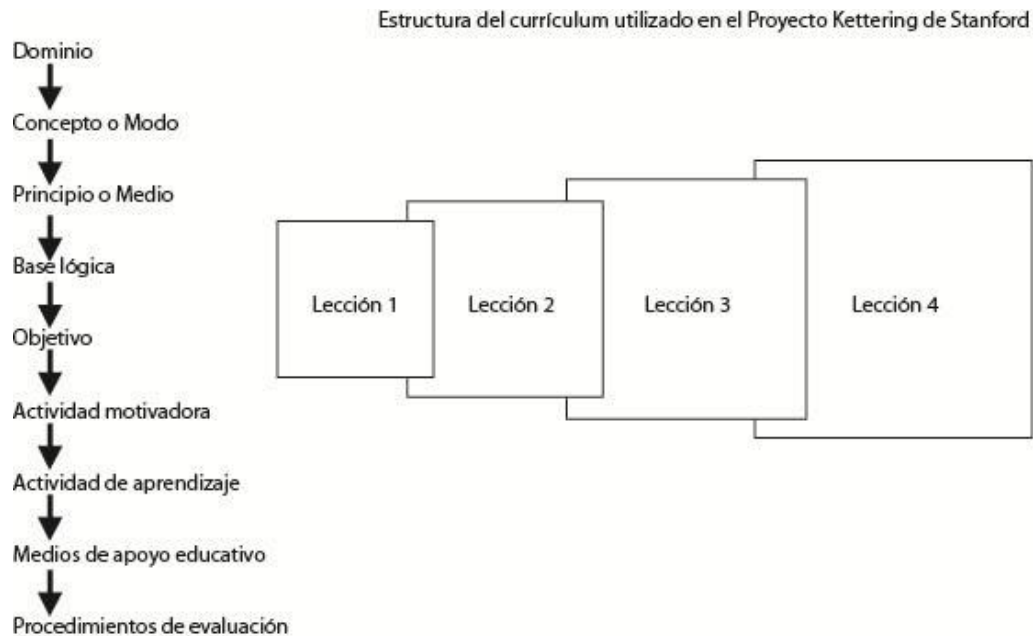 Estructura del currículum utilizado en el Proyecto Kettering de Stanford
Dominio
Concepto o Modo
Principio o Medio
Base lógica
Objetivo
Actividad motivadora
Actividad de aprendizaje
Medios de apoyo educativo
Procedimientos de evaluación
Lección 1
Lección 2
Lección 3
Lección 4